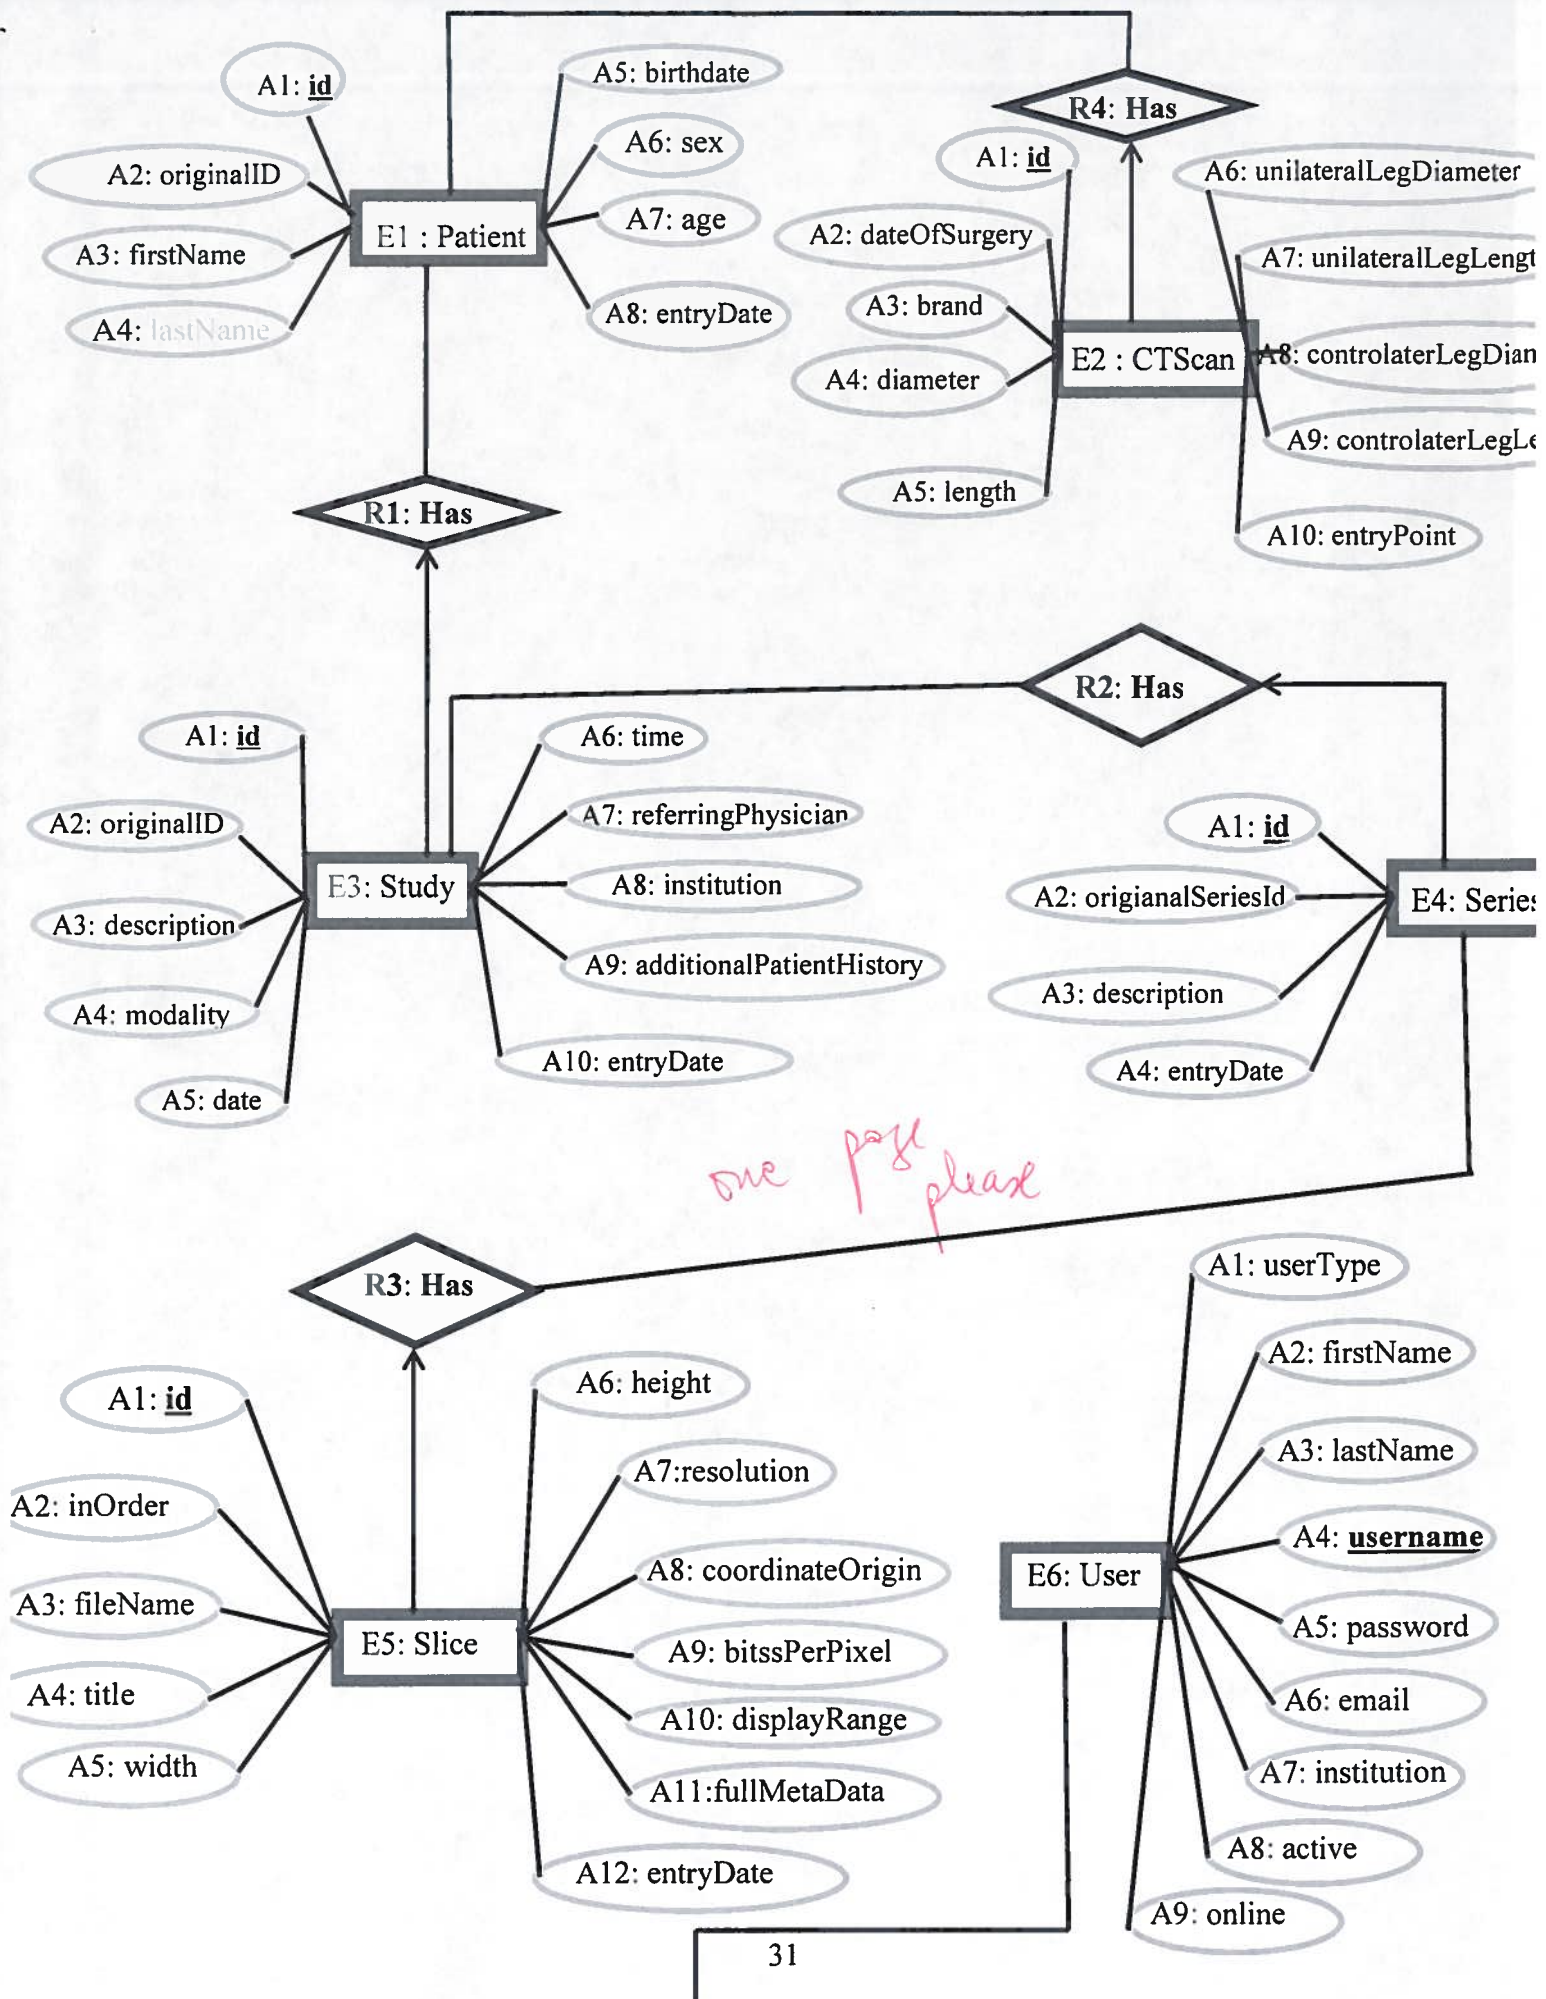 A1: id
A5: birthdate
R4: Has
A2: originalID
A6: sex
A1: id
A6: unilateralLegDiameter
A3: firstName
E1 : Patient
A7: age
A2: dateOfSurgery
A7: unilateralLegLengt
A4: lastName
A8: entryDate
A3: brand
E2 : CTScan
A8: controlaterLegDian
A4: diameter
A9: controlaterLegLe
A5: length
A10: entryPoint
R1: Has
R2: Has
A1: id
A6: time
A2: originalID
A7: referringPhysician
A1: id
E3: Study
A8: institution
A2: origianalSeriesId
E4: Series
A3: description
A9: additionalPatientHistory
A3: description
A4: modality
A10: entryDate
A4: entryDate
A5: date
one page
please
R3: Has
A1: userType
A1: id
A6: height
A2: firstName
A2: inOrder
A7:resolution
A3: lastName
A3: fileName
A8: coordinateOrigin
A4: username
E5: Slice
A9: bitssPerPixel
E6: User
A5: password
A4: title
A10: displayRange
A6: email
A5: width
A11:fullMetaData
A7: institution
A12: entryDate
A8: active
A9: online
31